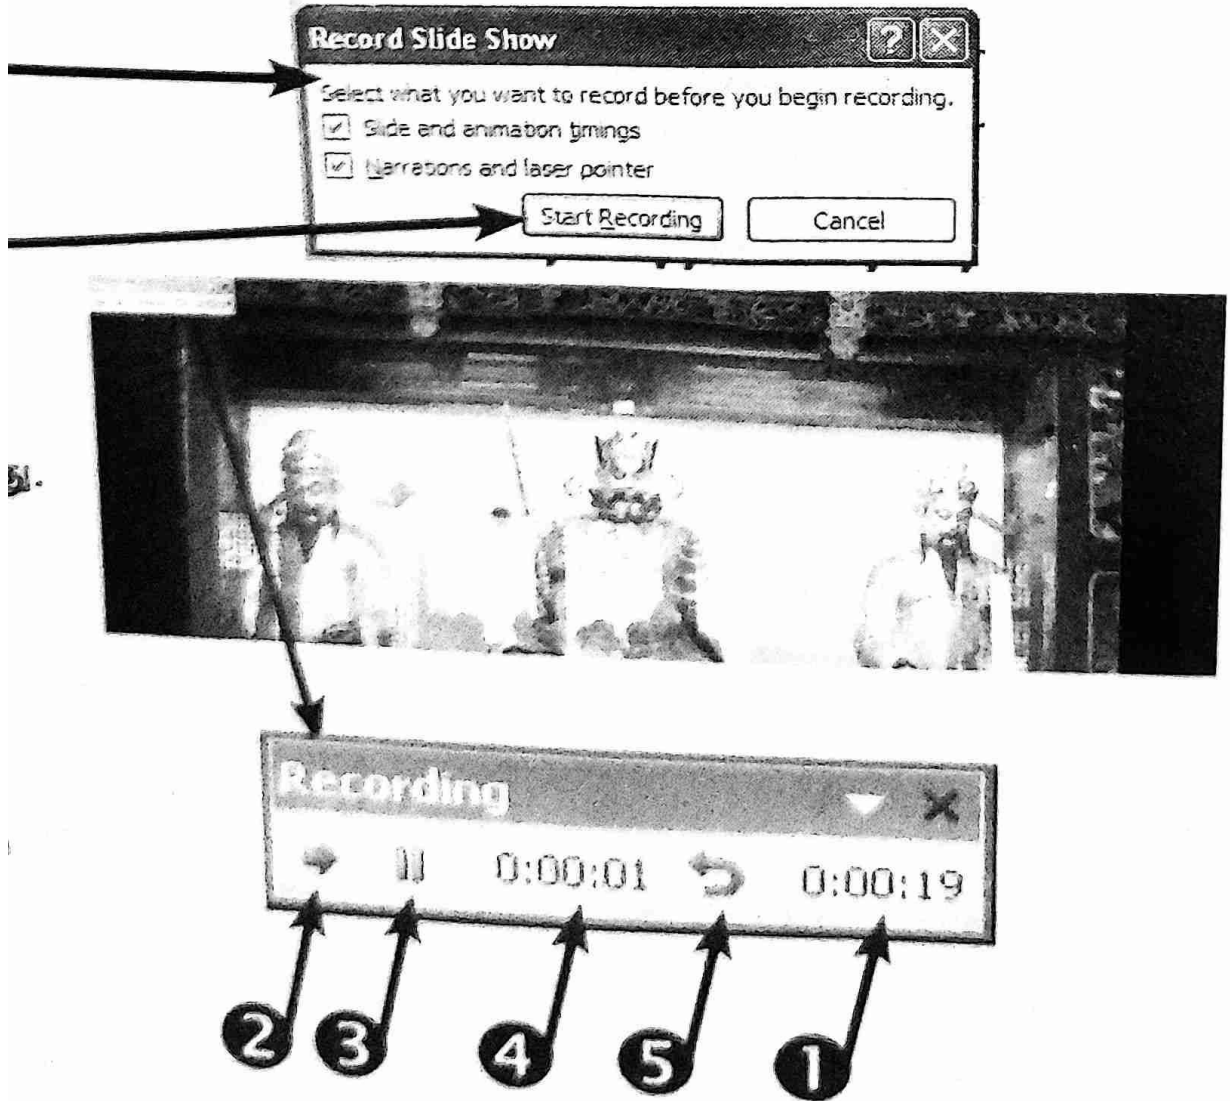 Record Slide Show
Select what you want to record before you begin recording.
Slide and animation timings
Narrations and laser pointer
Start Recording
Cancel
Recording
0:00:01
0:00:19
2
3
4
5
1